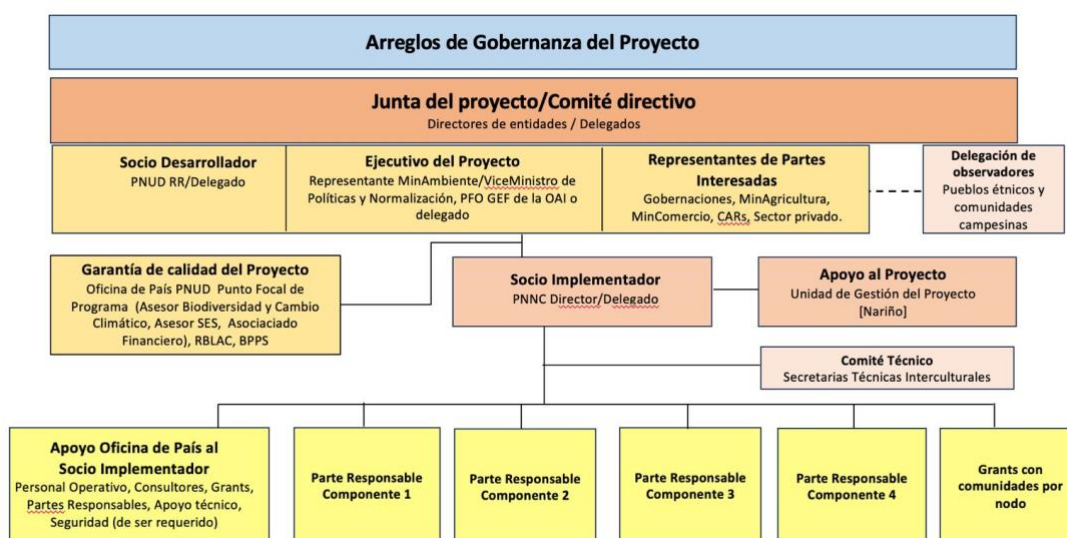 Arreglos de Gobernanza del Proyecto
Junta del proyecto/Comité directivo
Directores de entidades / Delegados
Socio Desarrollador
PNUD RR/Delegado
Ejecutivo del Proyecto
Representante MinAmbiente/ViceMinistro de
Políticas y Normalización, PFO GEF de la OAI o
delegado
Representantes de Partes
Interesadas
Gobernaciones, MinAgricultura,
MinComercio, CARs, Sector privado.
Delegación de
observadores
Pueblos étnicos y
comunidades
campesinas
Garantía de calidad del Proyecto
Oficina de País PNUD Punto Focal de
Programa (Asesor Biodiversidad y Cambio
Climático, Asesor SES, Asociaciado
Financiero), RBLAC, BPPS
Socio Implementador
PNNC Director/Delegado
Apoyo al Proyecto
Unidad de Gestión del Proyecto
[Nariño]
Comité Técnico
Secretarias Técnicas Interculturales
Apoyo Oficina de País al
Socio Implementador
Personal Operativo, Consultores, Grants,
Partes Responsables, Apoyo técnico,
Seguridad (de ser requerido)
Parte Responsable
Componente 1
Parte Responsable
Componente 2
Parte Responsable
Componente 3
Parte Responsable
Componente 4
Grants con
comunidades por
nodo